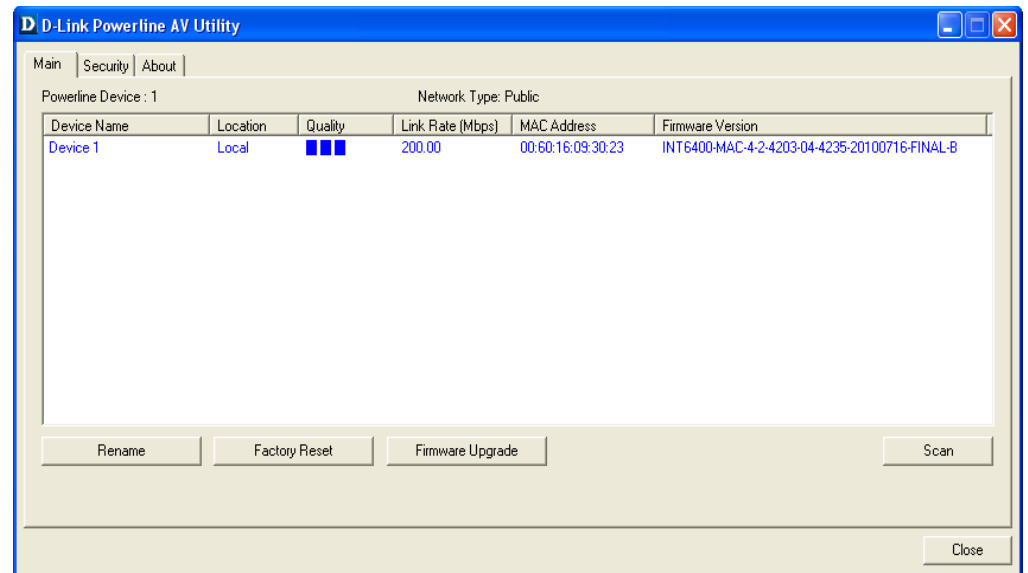 D D-Link Powerline AV Utility
Main Security About
Powerline Device : 1 Network Type: Public
Device Name Location Quality Link Rate (Mbps) MAC Address Firmware Version
Device 1 Local 200.00 00:60:16:09:30:23 INT6400-MAC-4-2-4203-04-4235-20100716-FINAL-B
Rename Factory Reset Firmware Upgrade Scan
Close